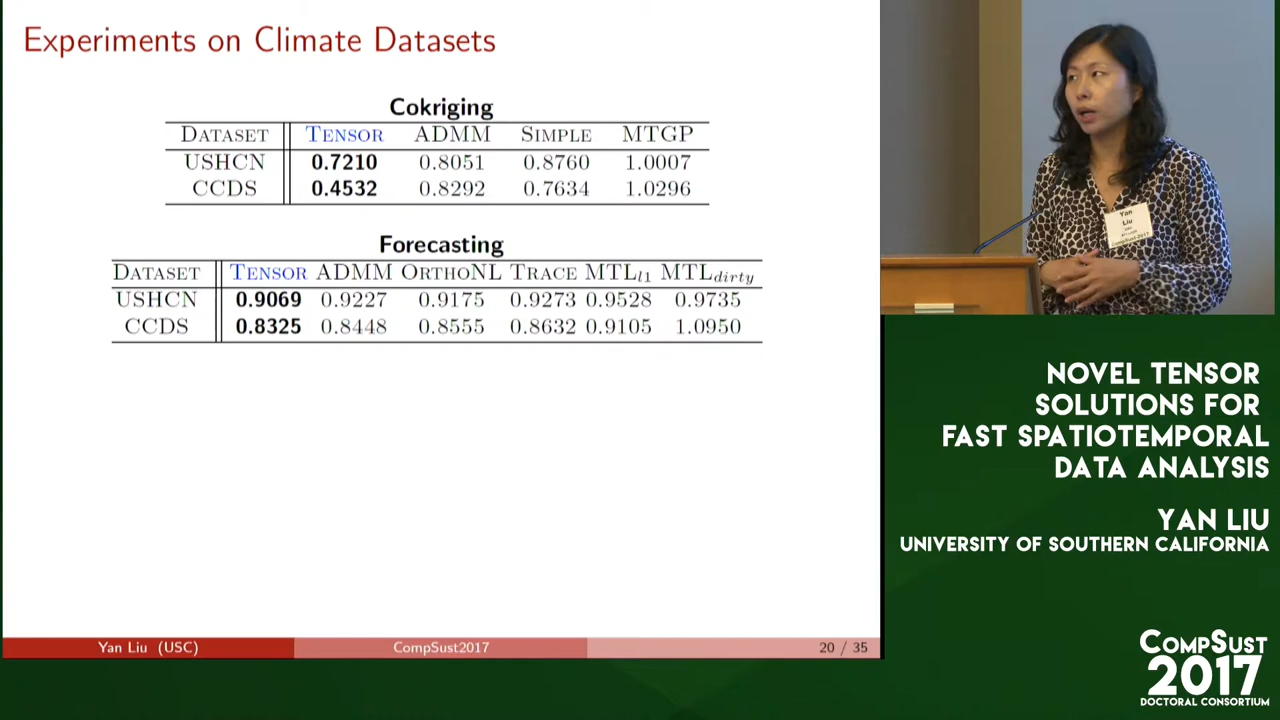 Experiments on Climate Datasets
Cokriging
DATASET TENSOR ADMM SIMPLE MTGP
USHCN 0.7210 0.8051 0.8760 1.0007
CCDS 0.4532 0.8292 0.7634 1.0296
Forecasting
DATASET TENSOR ADMM ORTHONL TRACE MTLl1 MTLdirty
USHCN 0.9069 0.9227 0.9175 0.9273 0.9528 0.9735
CCDS 0.8325 0.8448 0.8555 0.8632 0.9105 1.0950
Yan Liu (USC) CompSust2017 20 / 35
Yan
Liu
CompSust2017
NOVEL TENSOR
SOLUTIONS FOR
FAST SPATIOTEMPORAL
DATA ANALYSIS
YAN LIU
UNIVERSITY OF SOUTHERN CALIFORNIA
COMPSUST
2017
DOCTORAL CONSORTIUM